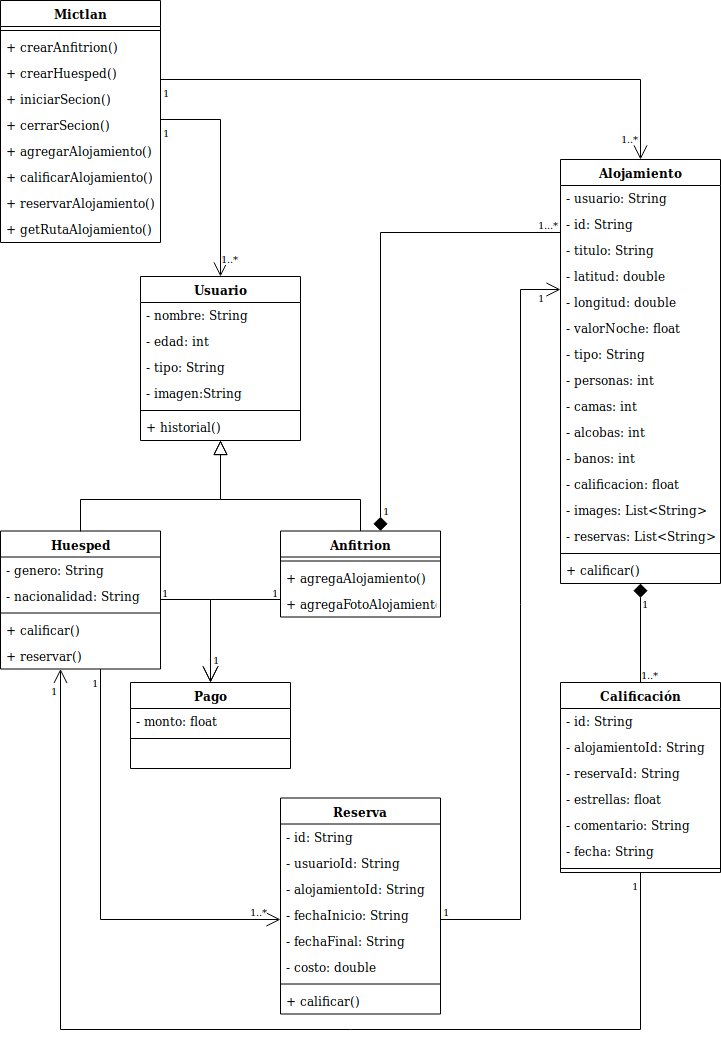 Mictlan
+ crearAnfitrion()
+ crearHuesped()
+ iniciarSecion()
+ cerrarSecion()
+ agregarAlojamiento()
+ calificarAlojamiento()
+ reservarAlojamiento()
+ getRutaAlojamiento()
1
1
1..*
1..*
Usuario
- nombre: String
- edad: int
- tipo: String
- imagen:String
+ historial()
Alojamiento
- usuario: String
- id: String
- titulo: String
- latitud: double
- longitud: double
- valorNoche: float
- tipo: String
- personas: int
- camas: int
- alcobas: int
- banos: int
- calificacion: float
- images: List<String>
- reservas: List<String>
+ calificar()
1...*
1
1
Huesped
- genero: String
- nacionalidad: String
+ calificar()
+ reservar()
Anfitrion
+ agregaAlojamiento()
+ agregaFotoAlojamient
1
1
1
1
1
Pago
- monto: float
1
1..*
Calificación
- id: String
- alojamientoId: String
- reservaId: String
- estrellas: float
- comentario: String
- fecha: String
1
Reserva
- id: String
- usuarioId: String
- alojamientoId: String
- fechaInicio: String
- fechaFinal: String
- costo: double
+ calificar()
1..*
1